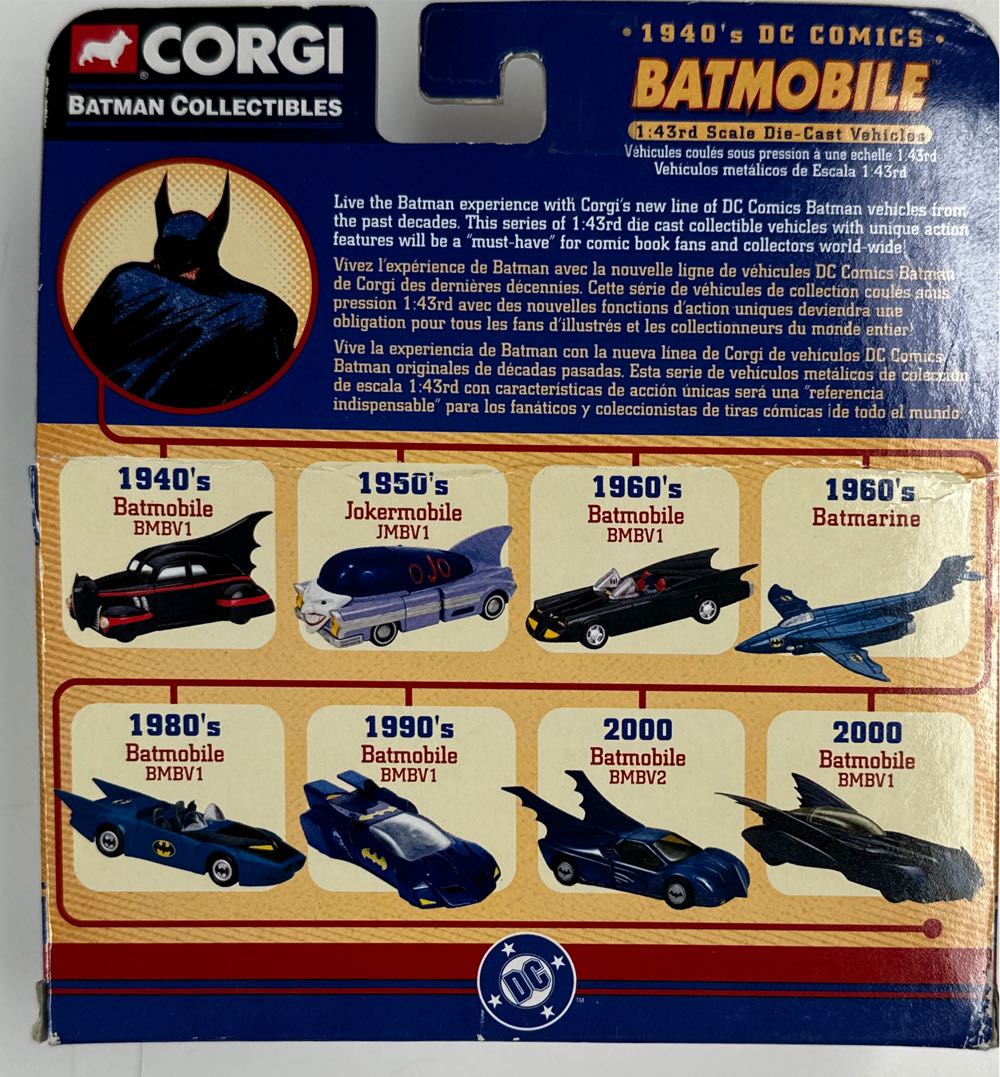 CORGI
®
BATMAN COLLECTIBLES
• 1940's DC COMICS •
BATMOBILE™
1:43rd Scale Die-Cast Vehicles
Véhicules coulés sous pression à une echelle 1:43rd
Vehículos metálicos de Escala 1:43rd
Live the Batman experience with Corgi's new line of DC Comics Batman vehicles from
the past decades. This series of 1:43rd die cast collectible vehicles with unique action
features will be a "must-have" for comic book fans and collectors world-wide!
Vivez l'expérience de Batman avec la nouvelle ligne de véhicules DC Comics Batman
de Corgi des dernières décennies. Cette série de véhicules de collection coulés sous
pression 1:43rd avec des nouvelles fonctions d'action uniques deviendra une
obligation pour tous les fans d'illustrés et les collectionneurs du monde entier!
Vive la experiencia de Batman con la nueva línea de Corgi de vehículos DC Comics
Batman originales de décadas pasadas. Esta serie de vehículos metálicos de colección
de escala 1:43rd con características de acción únicas será una "referencia
indispensable" para los fanáticos y coleccionistas de tiras cómicas ¡de todo el mundo
1940's
Batmobile
BMBV1
1950's
Jokermobile
JMBV1
OJO
1960's
Batmobile
BMBV1
1960's
Batmarine
1980's
Batmobile
BMBV1
1990's
Batmobile
BMBV1
2000
Batmobile
BMBV2
2000
Batmobile
BMBV1
DC
™